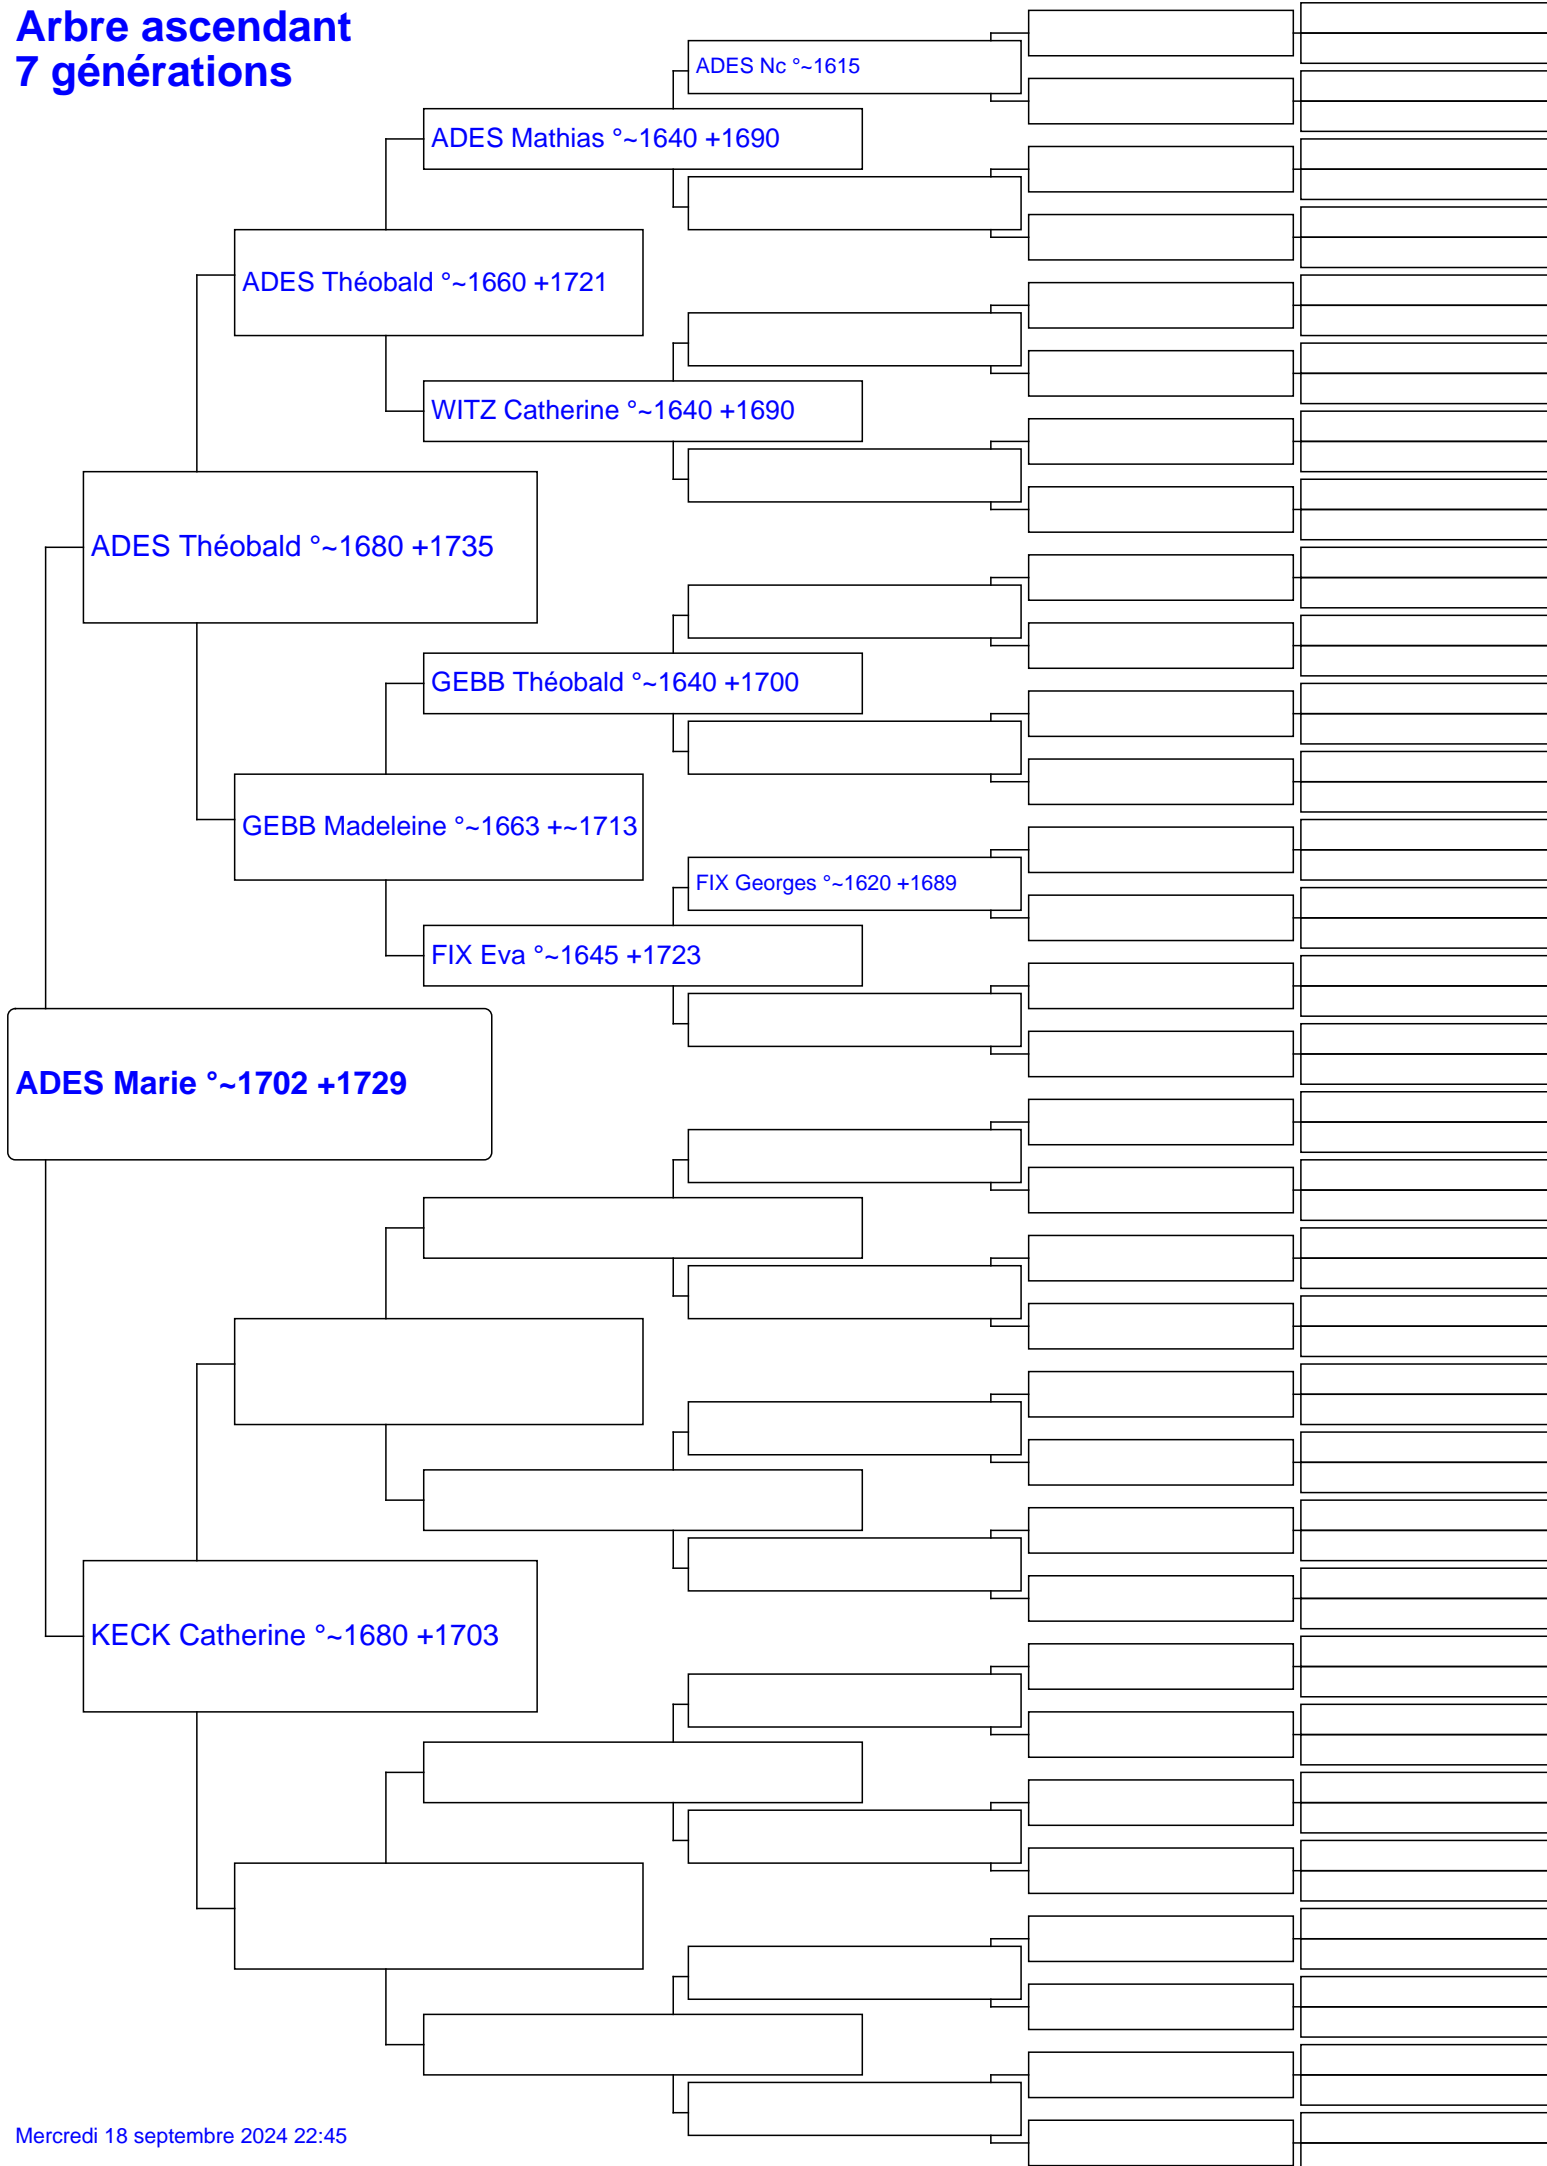 Arbre ascendant
7 générations
ADES Nc °~1615
ADES Mathias °~1640 +1690
ADES Théobald °~1660 +1721
WITZ Catherine °~1640 +1690
ADES Théobald °~1680 +1735
GEBB Théobald °~1640 +1700
GEBB Madeleine °~1663 +~1713
FIX Georges °~1620 +1689
FIX Eva °~1645 +1723
ADES Marie °~1702 +1729
KECK Catherine °~1680 +1703
Mercredi 18 septembre 2024 22:45